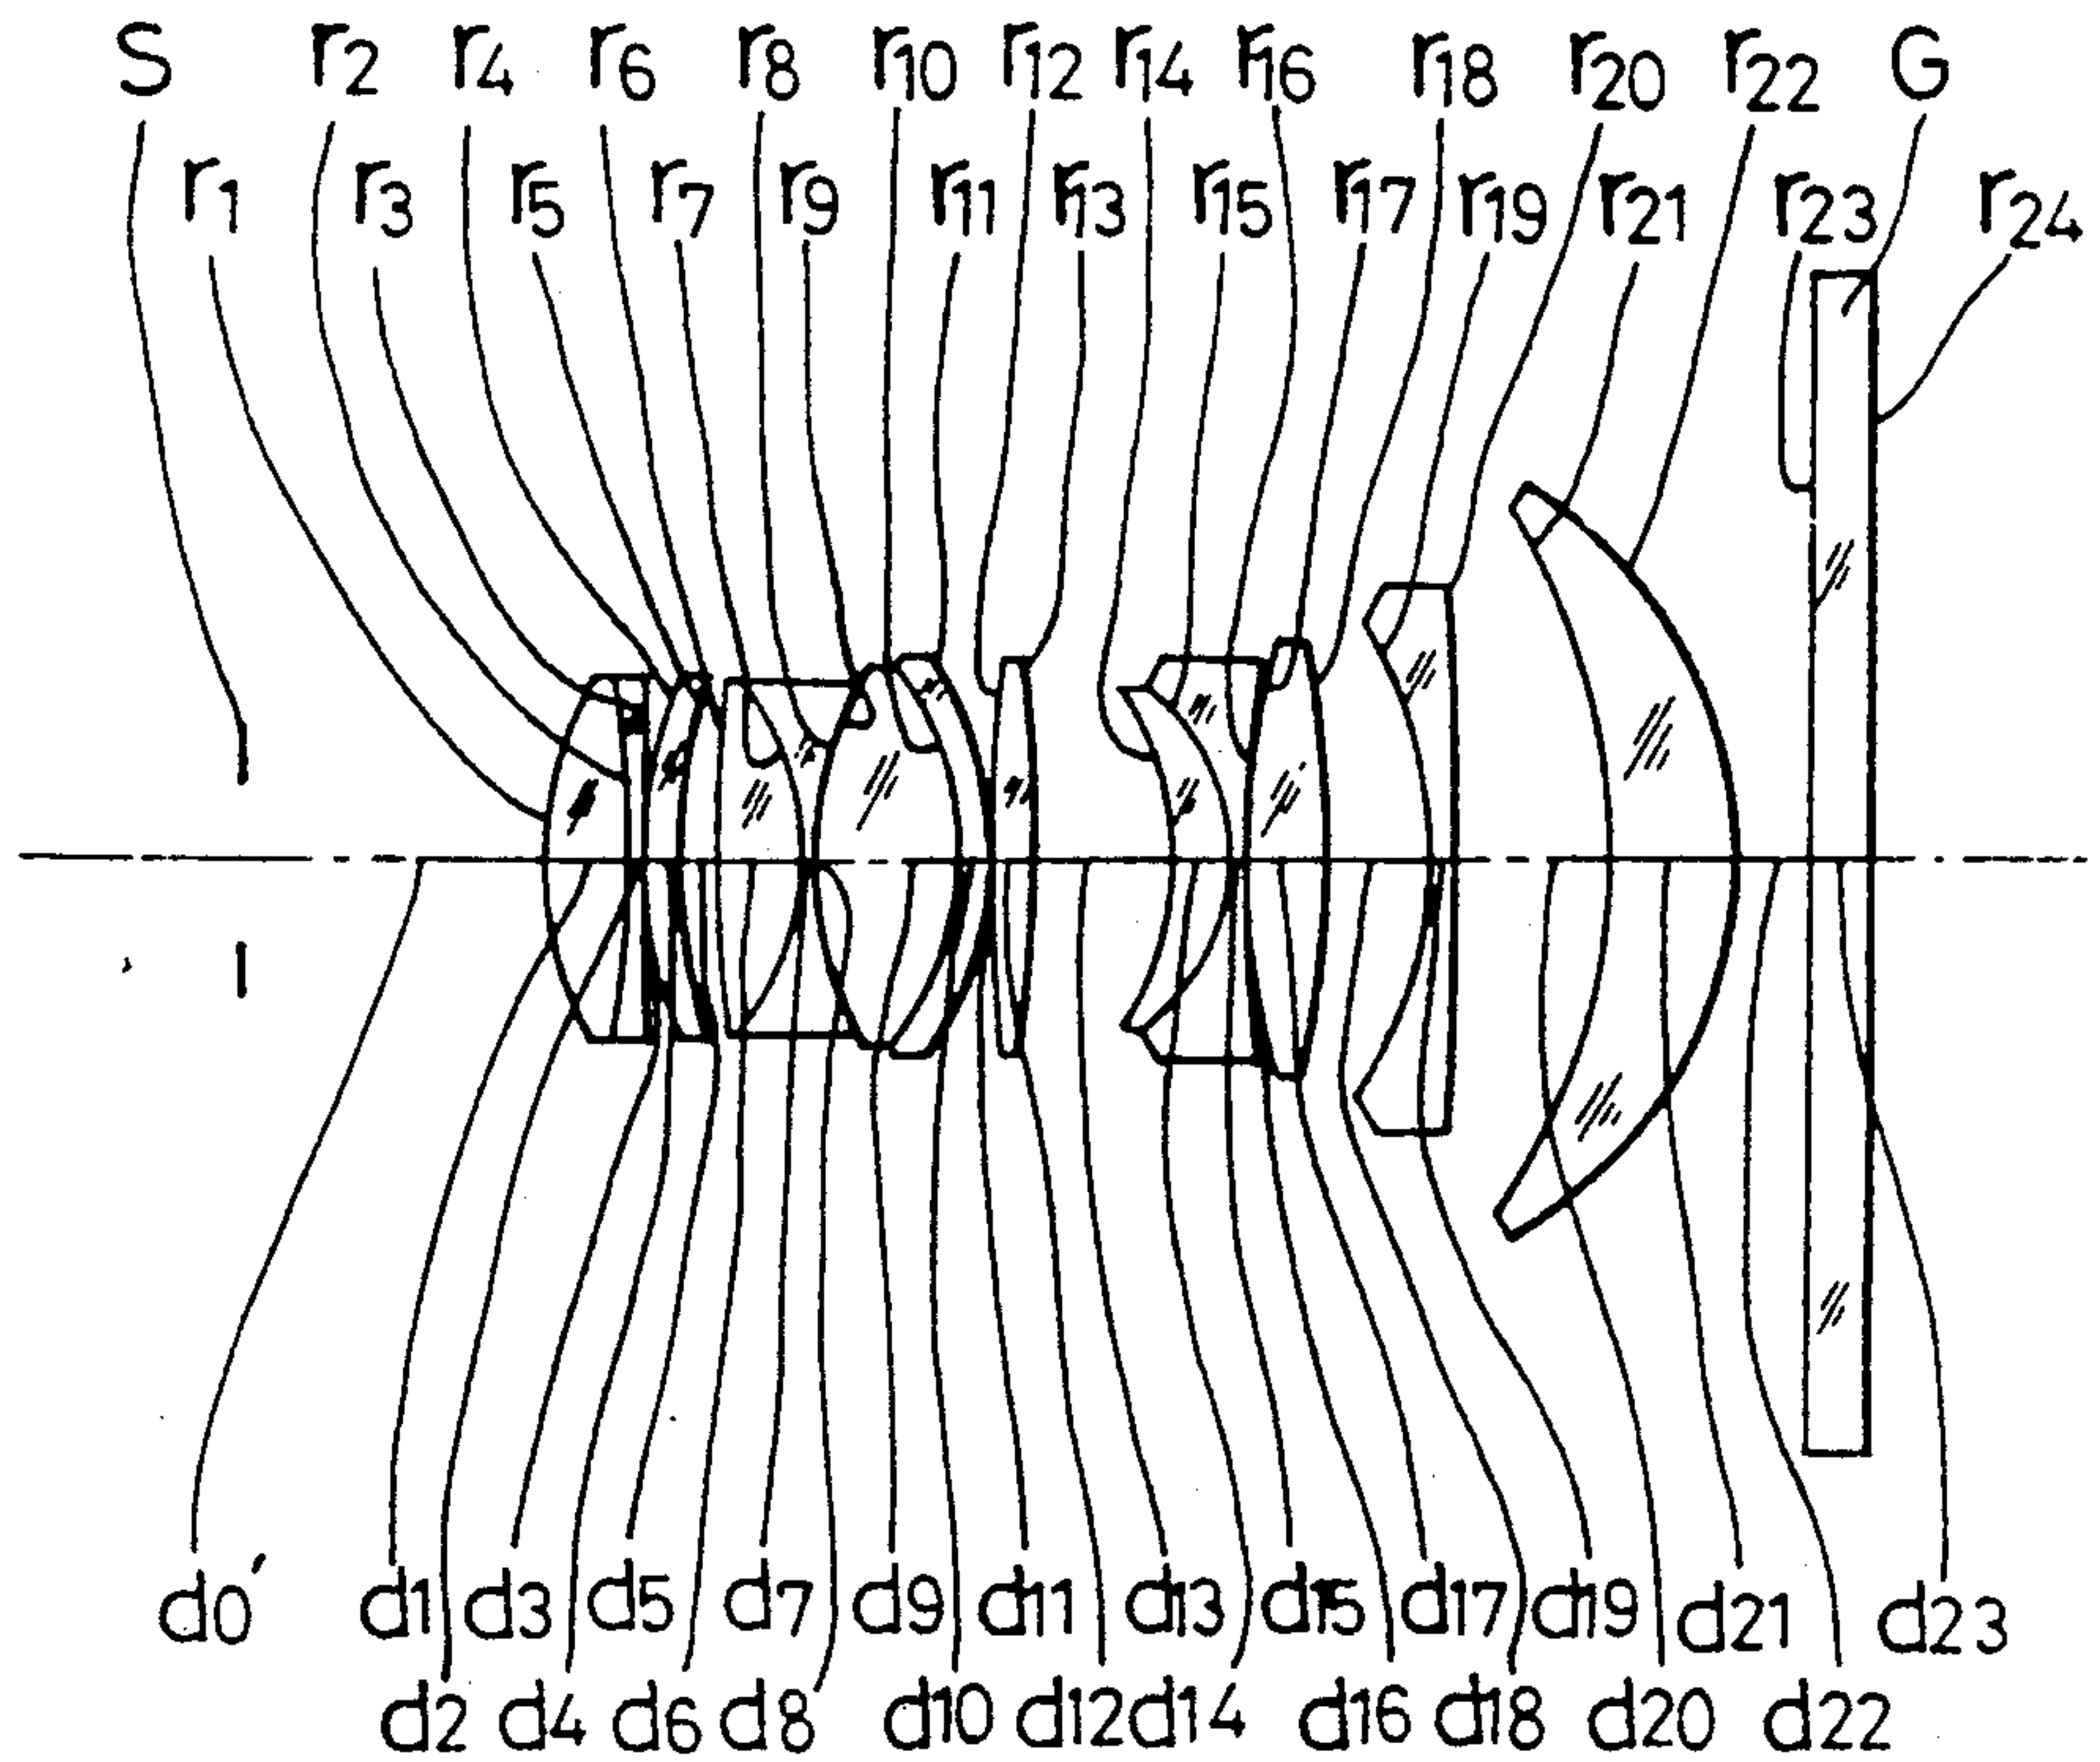 S r2 r4 r6 r8 r10 r12 r14 r16 r18 r20 r22 G
r1 r3 r5 r7 r9 r11 r13 r15 r17 r19 r21 r23 r24
d0' d1 d3 d5 d7 d9 d11 d13 d15 d17 d19 d21 d23
d2 d4 d6 d8 d10 d12 d14 d16 d18 d20 d22